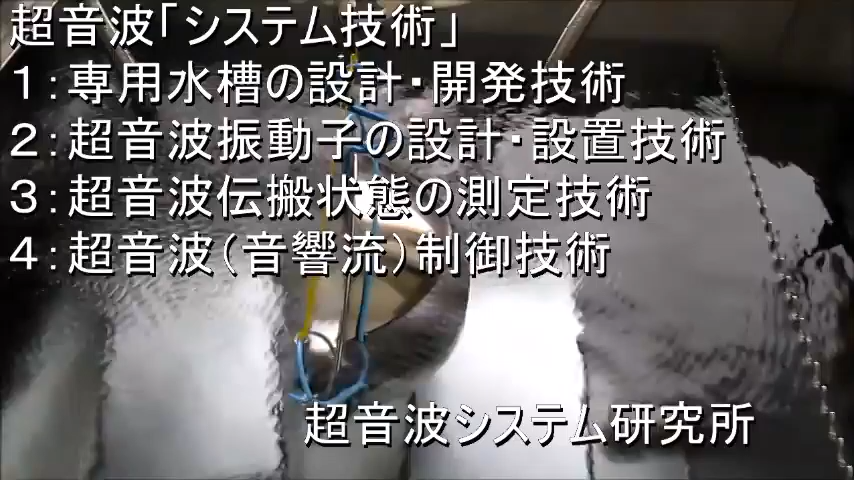 超音波「システム技術」
１：専用水槽の設計・開発技術
２：超音波振動子の設計・設置技術
３：超音波伝搬状態の測定技術
４：超音波（音響流）制御技術
超音波システム研究所